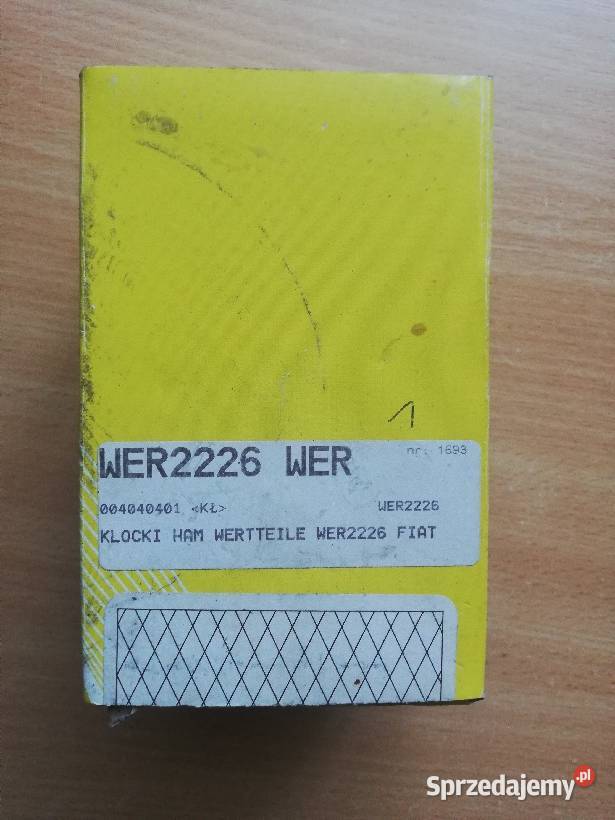 1
WER2226 WER nr. 1693
004040401 <KŁ> WER2226
KLOCKI HAM WERTTEILE WER2226 FIAT
Sprzedajemy.pl